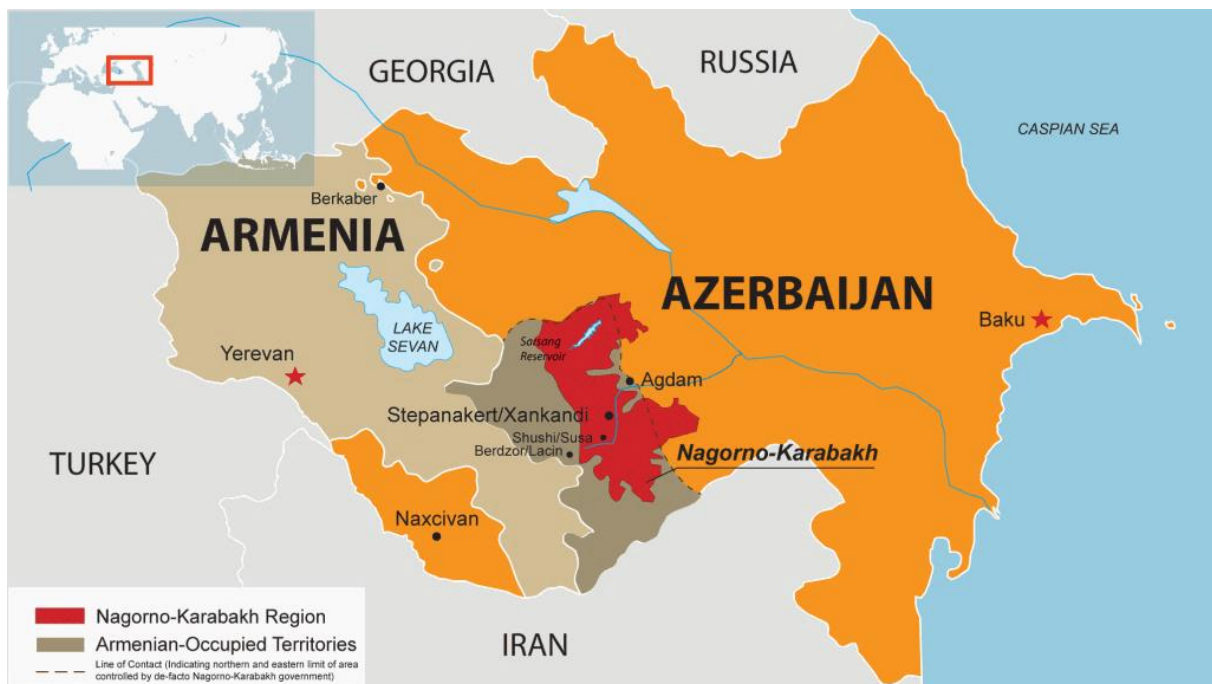 GEORGIA
RUSSIA
CASPIAN SEA
Berkaber
ARMENIA
AZERBAIJAN
LAKE
SEVAN
Baku
Sarsang
Reservoir
Yerevan
Agdam
Stepanakert/Xankandi
Shushi/Susa
Berdzor/Lacin
Nagorno-Karabakh
TURKEY
Naxcivan
IRAN
Nagorno-Karabakh Region
Armenian-Occupied Territories
Line of Contact (Indicating northern and eastern limit of area
controlled by de-facto Nagorno-Karabakh government)